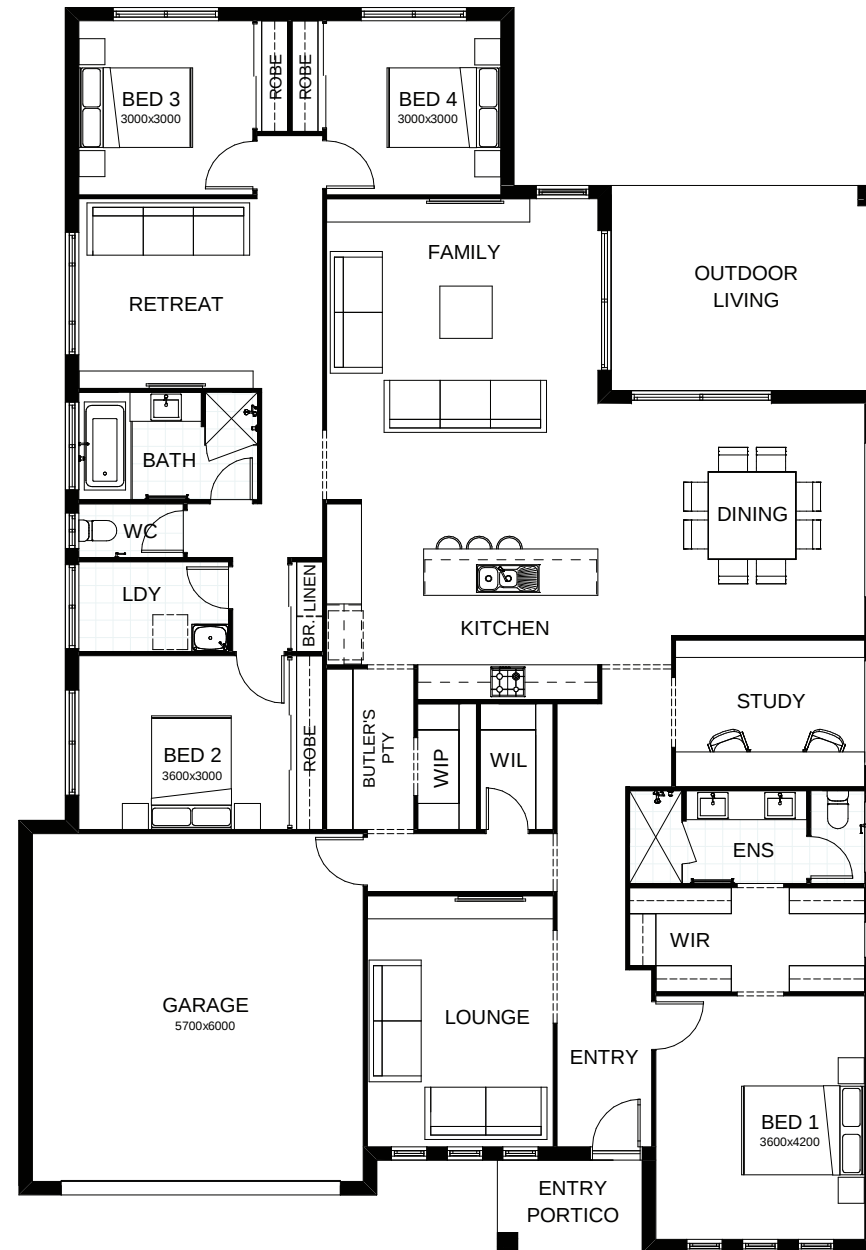 BED 3
3000x3000
ROBE
ROBE
BED 4
3000x3000
FAMILY
OUTDOOR
LIVING
RETREAT
BATH
WC
DINING
LDY
BR.
LINEN
KITCHEN
STUDY
BED 2
3600x3000
ROBE
BUTLER'S
PTY
WIP
WIL
ENS
WIR
GARAGE
5700x6000
LOUNGE
ENTRY
BED 1
3600x4200
ENTRY
PORTICO